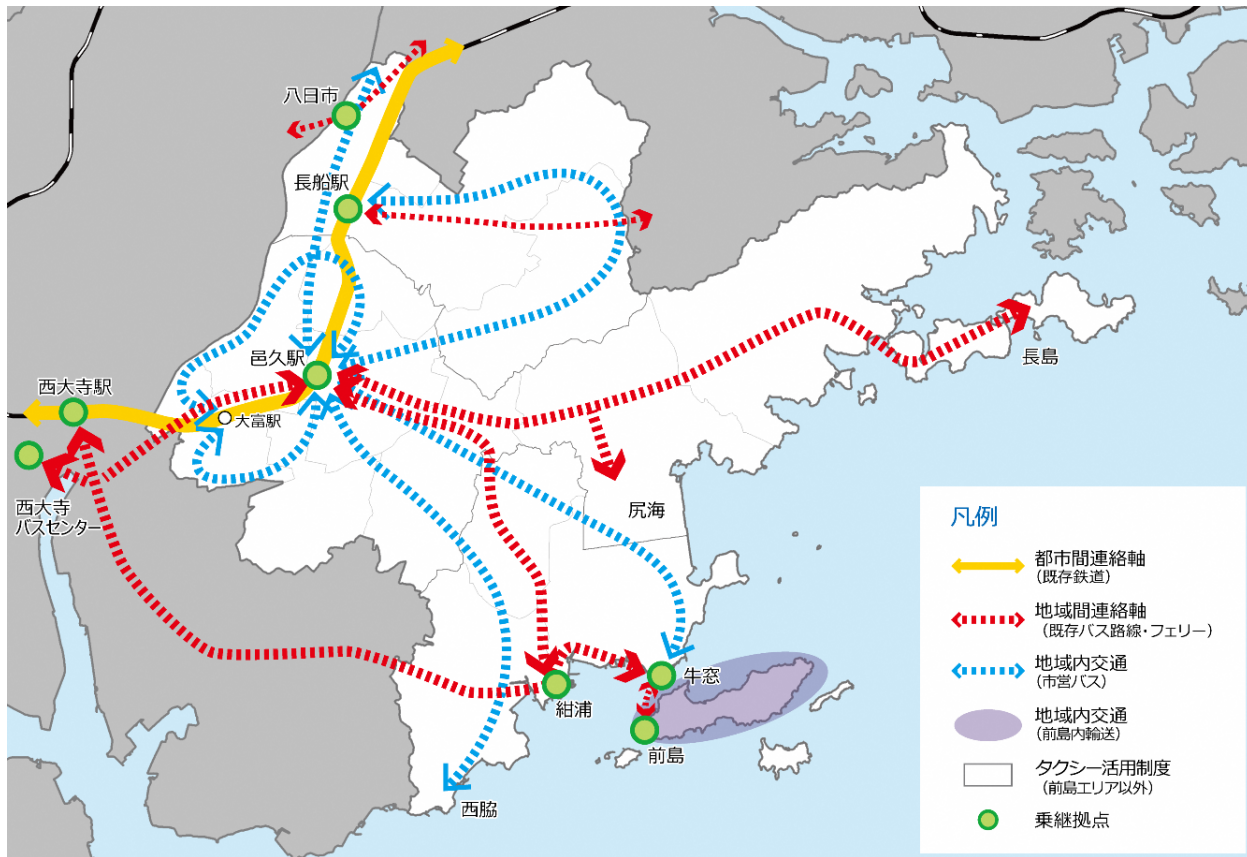 八日市
長船駅
邑久駅
西大寺駅
大富駅
西大寺
バスセンター
長島
尻海
牛窓
紺浦
前島
西脇
凡例
都市間連絡軸
(既存鉄道)
地域間連絡軸
(既存バス路線・フェリー)
地域内交通
(市営バス)
地域内交通
(前島内輸送)
タクシー活用制度
(前島エリア以外)
乗継拠点